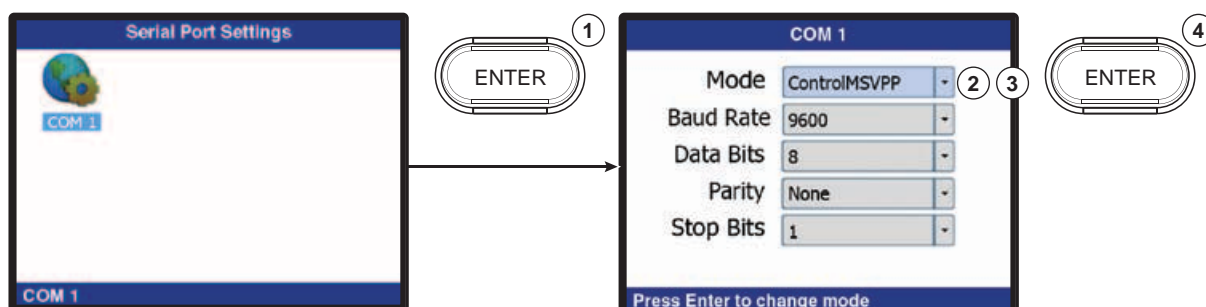 Serial Port Settings
COM 1
COM 1
1
ENTER
COM 1
Mode ControlMSVPP
Baud Rate 9600
Data Bits 8
Parity None
Stop Bits 1
Press Enter to change mode
2 3
4
ENTER